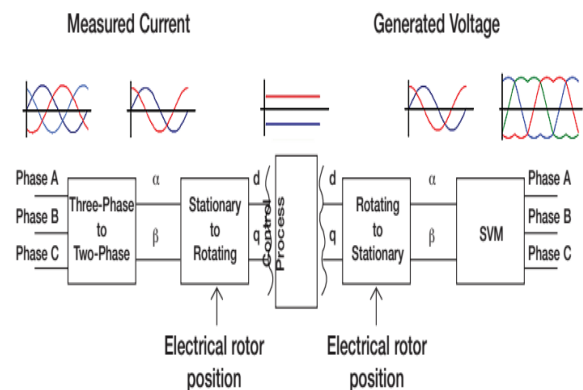 Measured Current
Generated Voltage
Phase A
Phase B
Phase C
Three-Phase
to
Two-Phase
α
β
Stationary
to
Rotating
d
q
Control
Process
d
q
Rotating
to
Stationary
α
β
SVM
Phase A
Phase B
Phase C
Electrical rotor
position
Electrical rotor
position